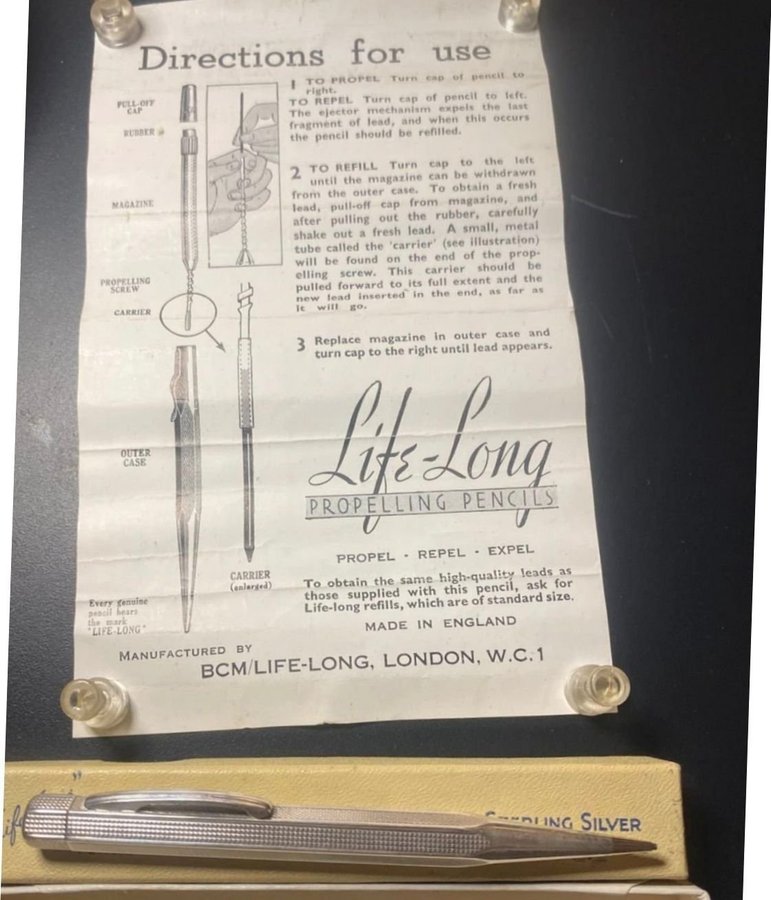 Directions for use
PULL-OFF
CAP
RUBBER
MAGAZINE
PROPELLING
SCREW
CARRIER
OUTER
CASE
CARRIER
(enlarged)
Every genuine
pencil bears
the mark
"LIFE-LONG"
1 TO PROPEL Turn cap of pencil to
right.
TO REPEL Turn cap of pencil to left.
The ejector mechanism expels the last
fragment of lead, and when this occurs
the pencil should be refilled.
2 TO REFILL Turn cap to the left
until the magazine can be withdrawn
from the outer case. To obtain a fresh
lead, pull-off cap from magazine, and
after pulling out the rubber, carefully
shake out a fresh lead. A small, metal
tube called the 'carrier' (see illustration)
will be found on the end of the prop-
elling screw. This carrier should be
pulled forward to its full extent and the
new lead inserted in the end, as far as
it will go.
3 Replace magazine in outer case and
turn cap to the right until lead appears.
Life-Long
PROPELLING PENCILS
PROPEL - REPEL - EXPEL
To obtain the same high-quality leads as
those supplied with this pencil, ask for
Life-long refills, which are of standard size.
MADE IN ENGLAND
MANUFACTURED BY
BCM/LIFE-LONG, LONDON, W.C.1
STERLING SILVER